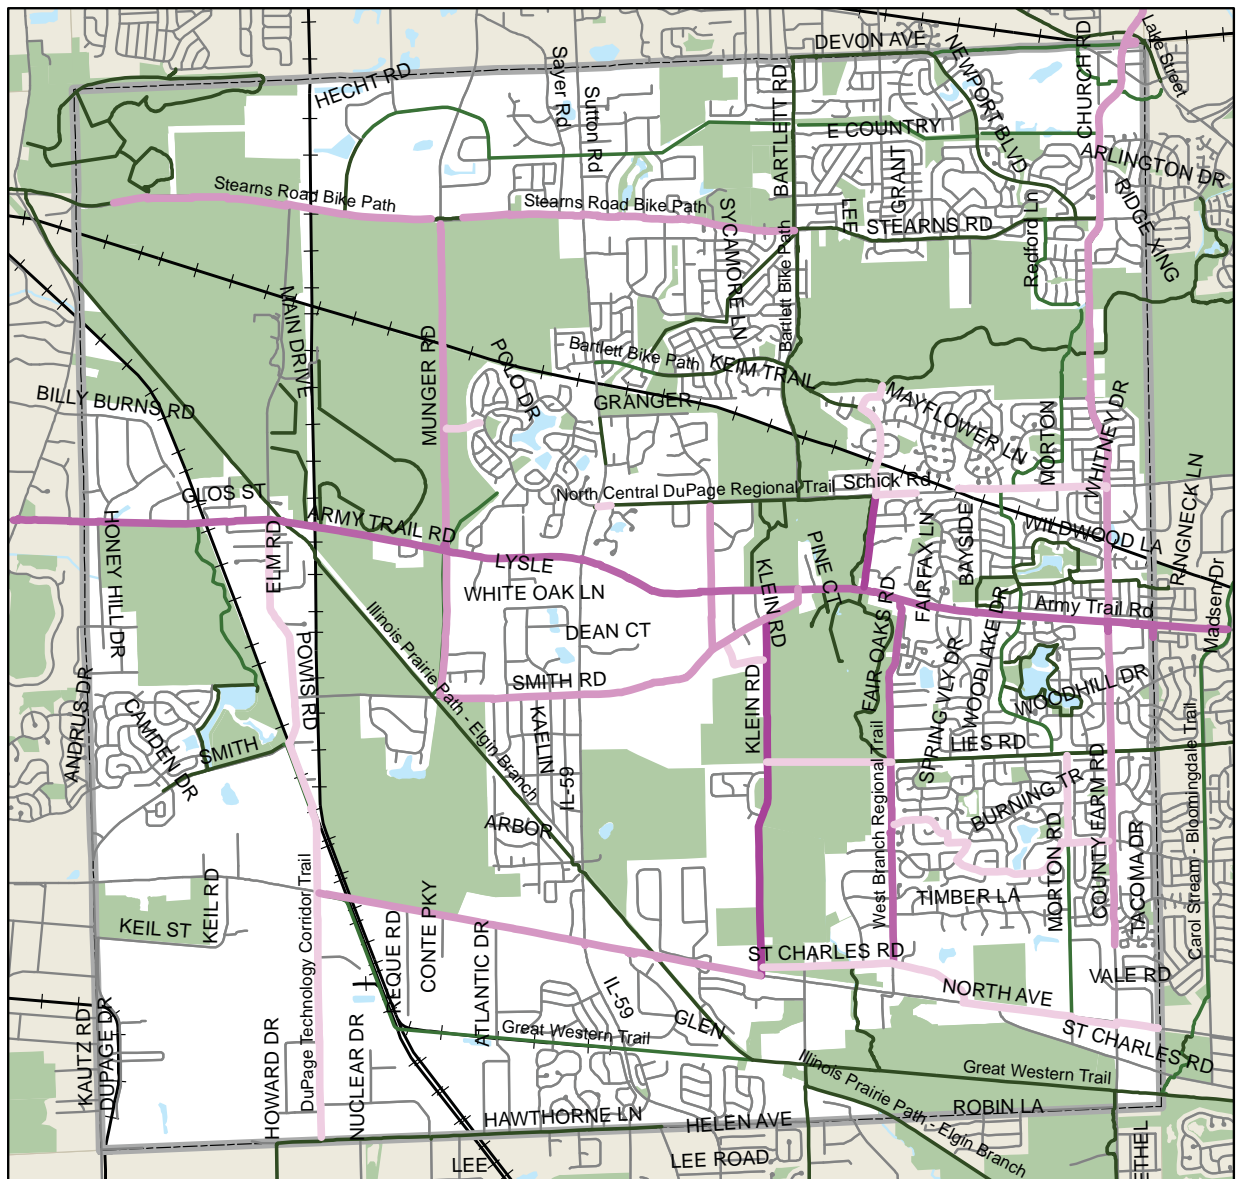 DEVON AVE
NEWPORT BLVD
CHURCH RD
Lake Street
HECHT RD
Sayer Rd
Sutton Rd
BARTLETT RD
E COUNTRY
GRANT
ARLINGTON DR
RIDGE XING
Stearns Road Bike Path
Stearns Road Bike Path
SYCAMORE LN
LEE
STEARNS RD
Redford Ln
Bartlett Bike Path
MAIN DRIVE
MUNGER RD
POLO DR
Bartlett Bike Path
KEIM TRAIL
GRANGER
MAYFLOWER LN
MORTON
WHITNEY DR
BILLY BURNS RD
GLOS ST
North Central DuPage Regional Trail
Schick Rd
RINGNECK LN
HONEY HILL DR
ELM RD
ARMY TRAIL RD
LYSLE
WHITE OAK LN
DEAN CT
KLEIN RD
PINE CT
FAIRFAX LN
BAYSIDE
WILDWOOD LA
Army Trail Rd
Madsen Dr
Illinois Prairie Path - Elgin Branch
POWIS RD
FAIR OAKS RD
WOODLAKE DR
SPRING VLY DR
WOODHILL DR
ANDRUS DR
CAMDEN DR
SMITH
SMITH RD
KAELIN
IL-59
KLEIN RD
LIES RD
West Branch Regional Trail
BURNING TR
COUNTY FARM RD
Carol Stream - Bloomingdale Trail
ARBOR
MORTON RD
TACOMA DR
TIMBER LA
KEIL ST
KEIL RD
DuPage Technology Corridor Trail
REQUE RD
CONTE PKY
ATLANTIC DR
ST CHARLES RD
NORTH AVE
VALE RD
ST CHARLES RD
IL-59
GLEN
KAUTZ RD
DUPAGE DR
HOWARD DR
NUCLEAR DR
Great Western Trail
Illinois Prairie Path - Elgin Branch
Great Western Trail
HAWTHORNE LN
HELEN AVE
ROBIN LA
LEE
LEE ROAD
ETHEL